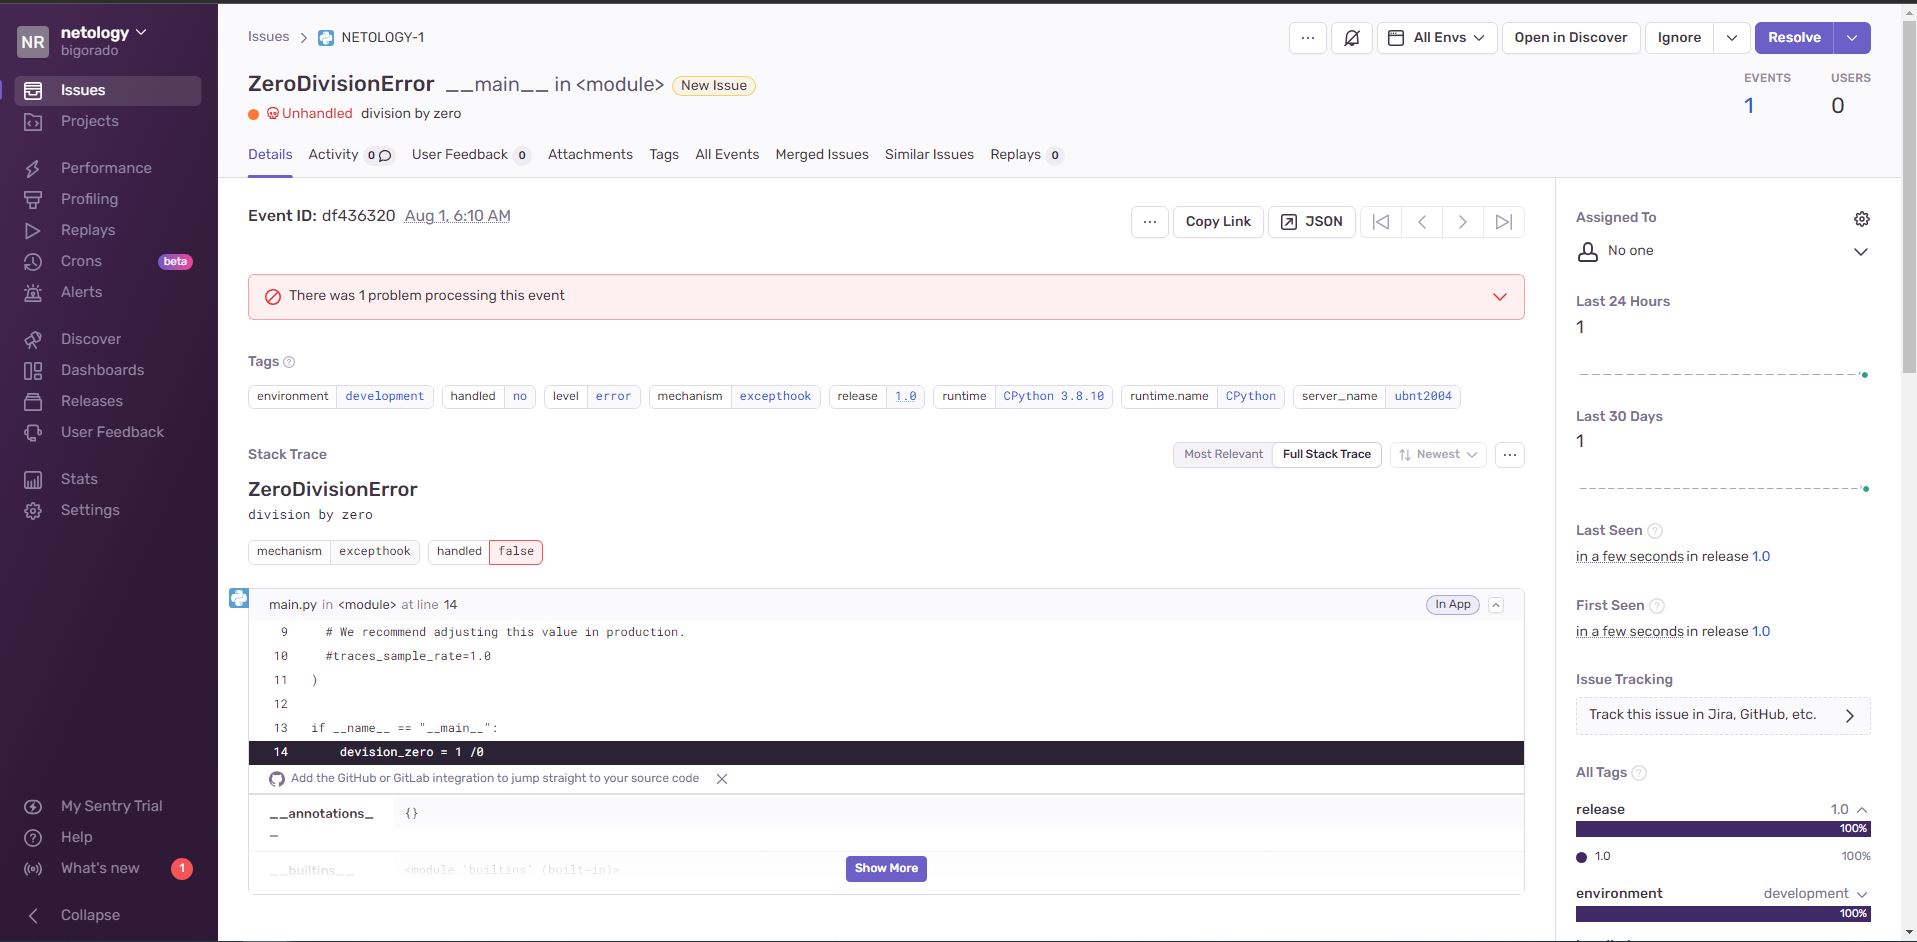 NR
netology
bigorado
Issues
Projects
Performance
Profiling
Replays
Crons beta
Alerts
Discover
Dashboards
Releases
User Feedback
Stats
Settings
My Sentry Trial
Help
What's new 1
Collapse
Issues > NETOLOGY-1
... All Envs Open in Discover Ignore Resolve
ZeroDivisionError __main__ in <module> New Issue
Unhandled division by zero
EVENTS USERS
1 0
Details Activity 0 User Feedback 0 Attachments Tags All Events Merged Issues Similar Issues Replays 0
Event ID: df436320 Aug 1, 6:10 AM
... Copy Link JSON
There was 1 problem processing this event
Tags ?
environment development handled no level error mechanism excepthook release 1.0 runtime CPython 3.8.10 runtime.name CPython server_name ubnt2004
Stack Trace Most Relevant Full Stack Trace Newest ...
ZeroDivisionError
division by zero
mechanism excepthook handled false
main.py in <module> at line 14 In App
9 # We recommend adjusting this value in production.
10 #traces_sample_rate=1.0
11 )
12
13 if __name__ == "__main__":
14 devision_zero = 1 /0
Add the GitHub or GitLab integration to jump straight to your source code
__annotations_ {}
_
__builtins__ <module 'builtins' (built-in)>
Show More
Assigned To
No one
Last 24 Hours
1
Last 30 Days
1
Last Seen ?
in a few seconds in release 1.0
First Seen ?
in a few seconds in release 1.0
Issue Tracking
Track this issue in Jira, GitHub, etc.
All Tags ?
release 1.0
100%
1.0 100%
environment development
100%